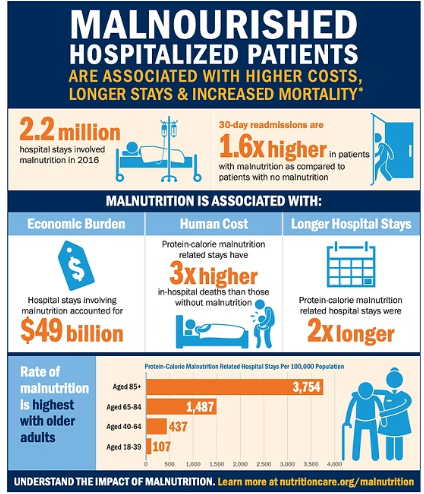 MALNOURISHED
HOSPITALIZED PATIENTS
ARE ASSOCIATED WITH HIGHER COSTS,
LONGER STAYS & INCREASED MORTALITY*
2.2 million
hospital stays involved
malnutrition in 2016
30-day readmissions are
1.6x higher in patients
with malnutrition as compared to
patients with no malnutrition
MALNUTRITION IS ASSOCIATED WITH:
Economic Burden
$
Hospital stays involving
malnutrition accounted for
$49 billion
Human Cost
Protein-calorie malnutrition
related stays have
3x higher
in-hospital deaths than those
without malnutrition
Longer Hospital Stays
Protein-calorie malnutrition
related hospital stays were
2x longer
Rate of
malnutrition
is highest
with older
adults
Protein-Calorie Malnutrition Related Hospital Stays Per 100,000 Population
Aged 85+ 3,754
Aged 65-84 1,487
Aged 40-64 437
Aged 18-39 107
0 500 1,000 1,500 2,000 2,500 3,000 3,500 4,000
UNDERSTAND THE IMPACT OF MALNUTRITION. Learn more at nutritioncare.org/malnutrition